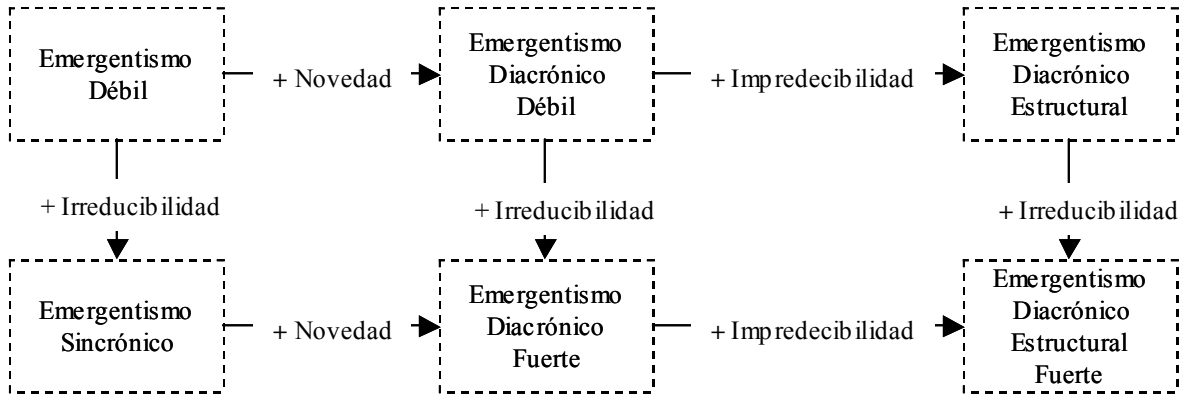 Emergentismo
Débil
+ Novedad
Emergentismo
Diacrónico
Débil
+ Impredecibilidad
Emergentismo
Diacrónico
Estructural
+ Irreducibilidad
+ Irreducibilidad
+ Irreducibilidad
Emergentismo
Sincrónico
+ Novedad
Emergentismo
Diacrónico
Fuerte
+ Impredecibilidad
Emergentismo
Diacrónico
Estructural
Fuerte